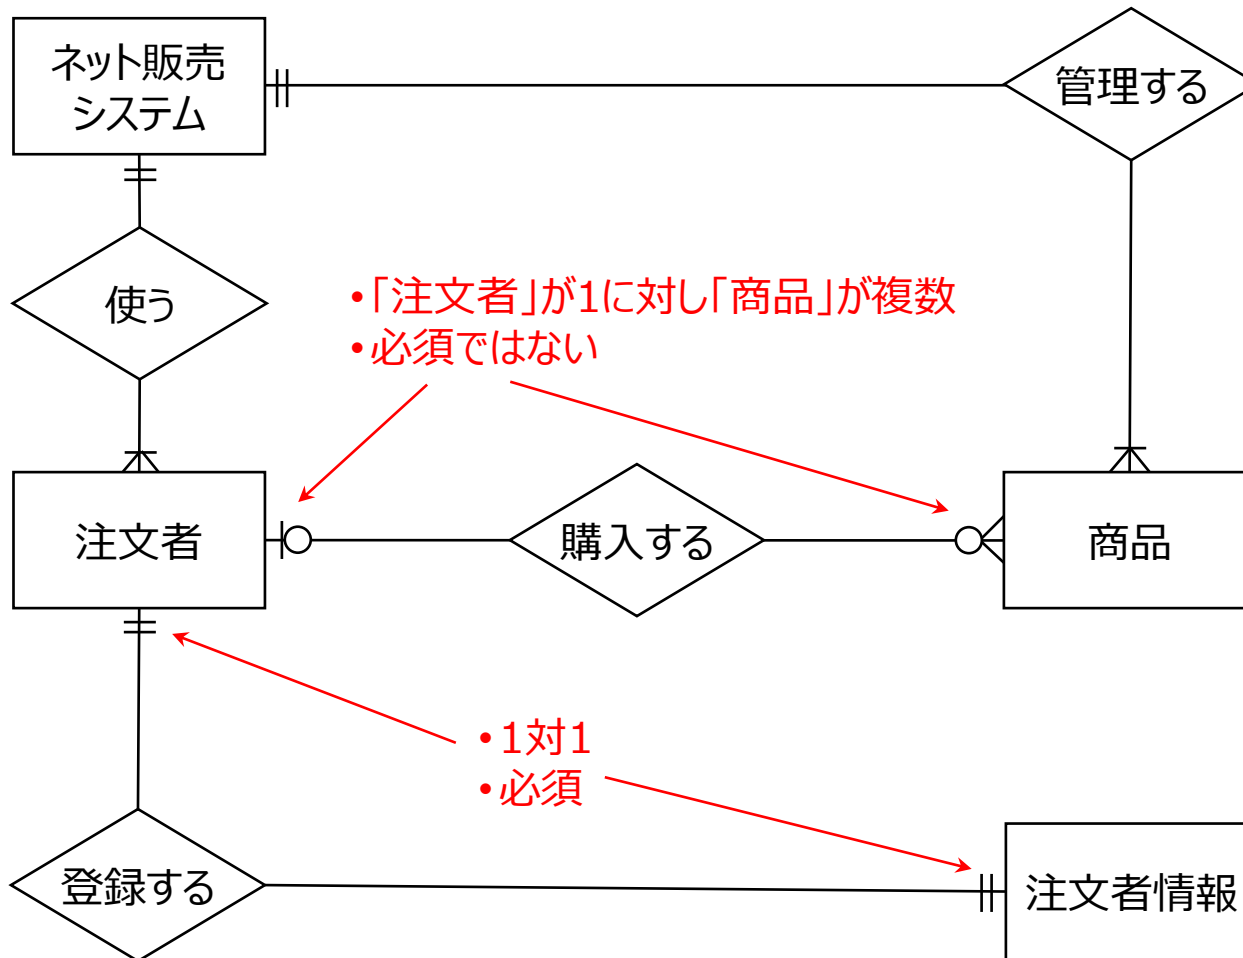 ネット販売
システム
管理する
使う
•「注文者」が1に対し「商品」が複数
•必須ではない
注文者
購入する
商品
•1対1
•必須
登録する
注文者情報